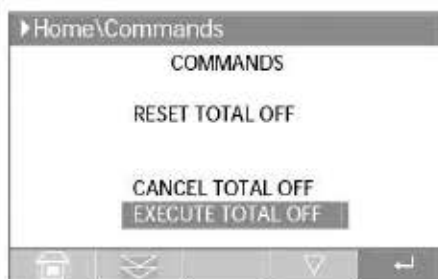 Home\Commands
COMMANDS
RESET TOTAL OFF
CANCEL TOTAL OFF
EXECUTE TOTAL OFF